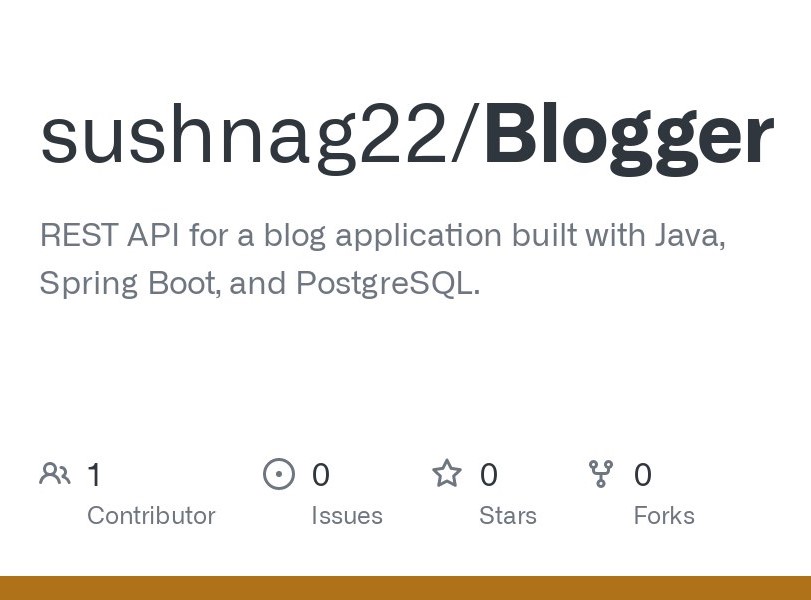 sushnag22/Blogger
REST API for a blog application built with Java,
Spring Boot, and PostgreSQL.
1 0 0 0
Contributor Issues Stars Forks